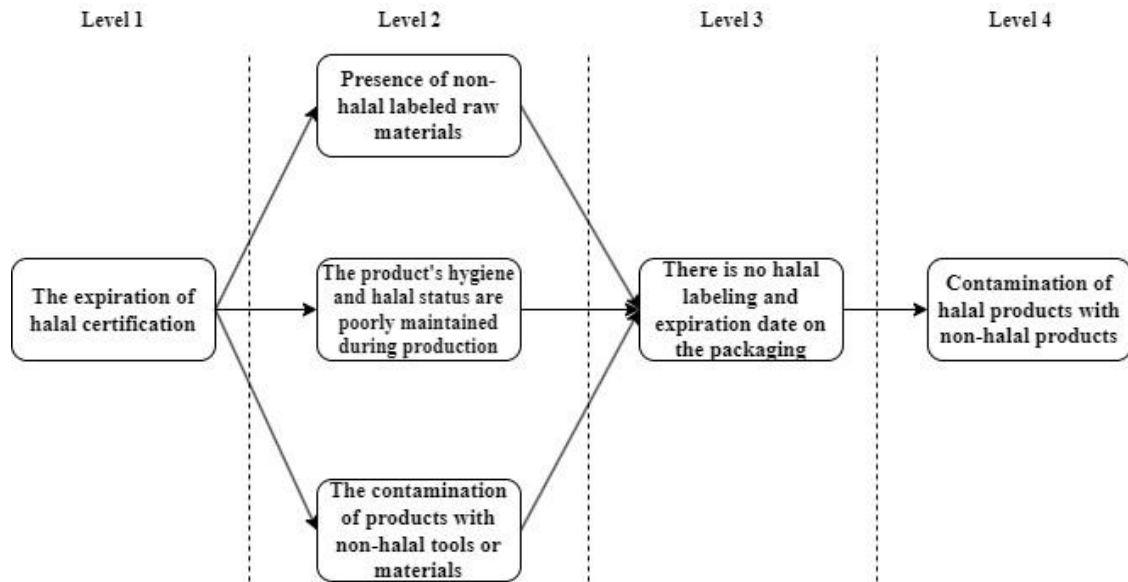 Level 1
Level 2
Level 3
Level 4
Presence of non-
halal labeled raw
materials
The expiration of
halal certification
The product's hygiene
and halal status are
poorly maintained
during production
There is no halal
labeling and
expiration date on
the packaging
Contamination of
halal products with
non-halal products
The contamination
of products with
non-halal tools or
materials